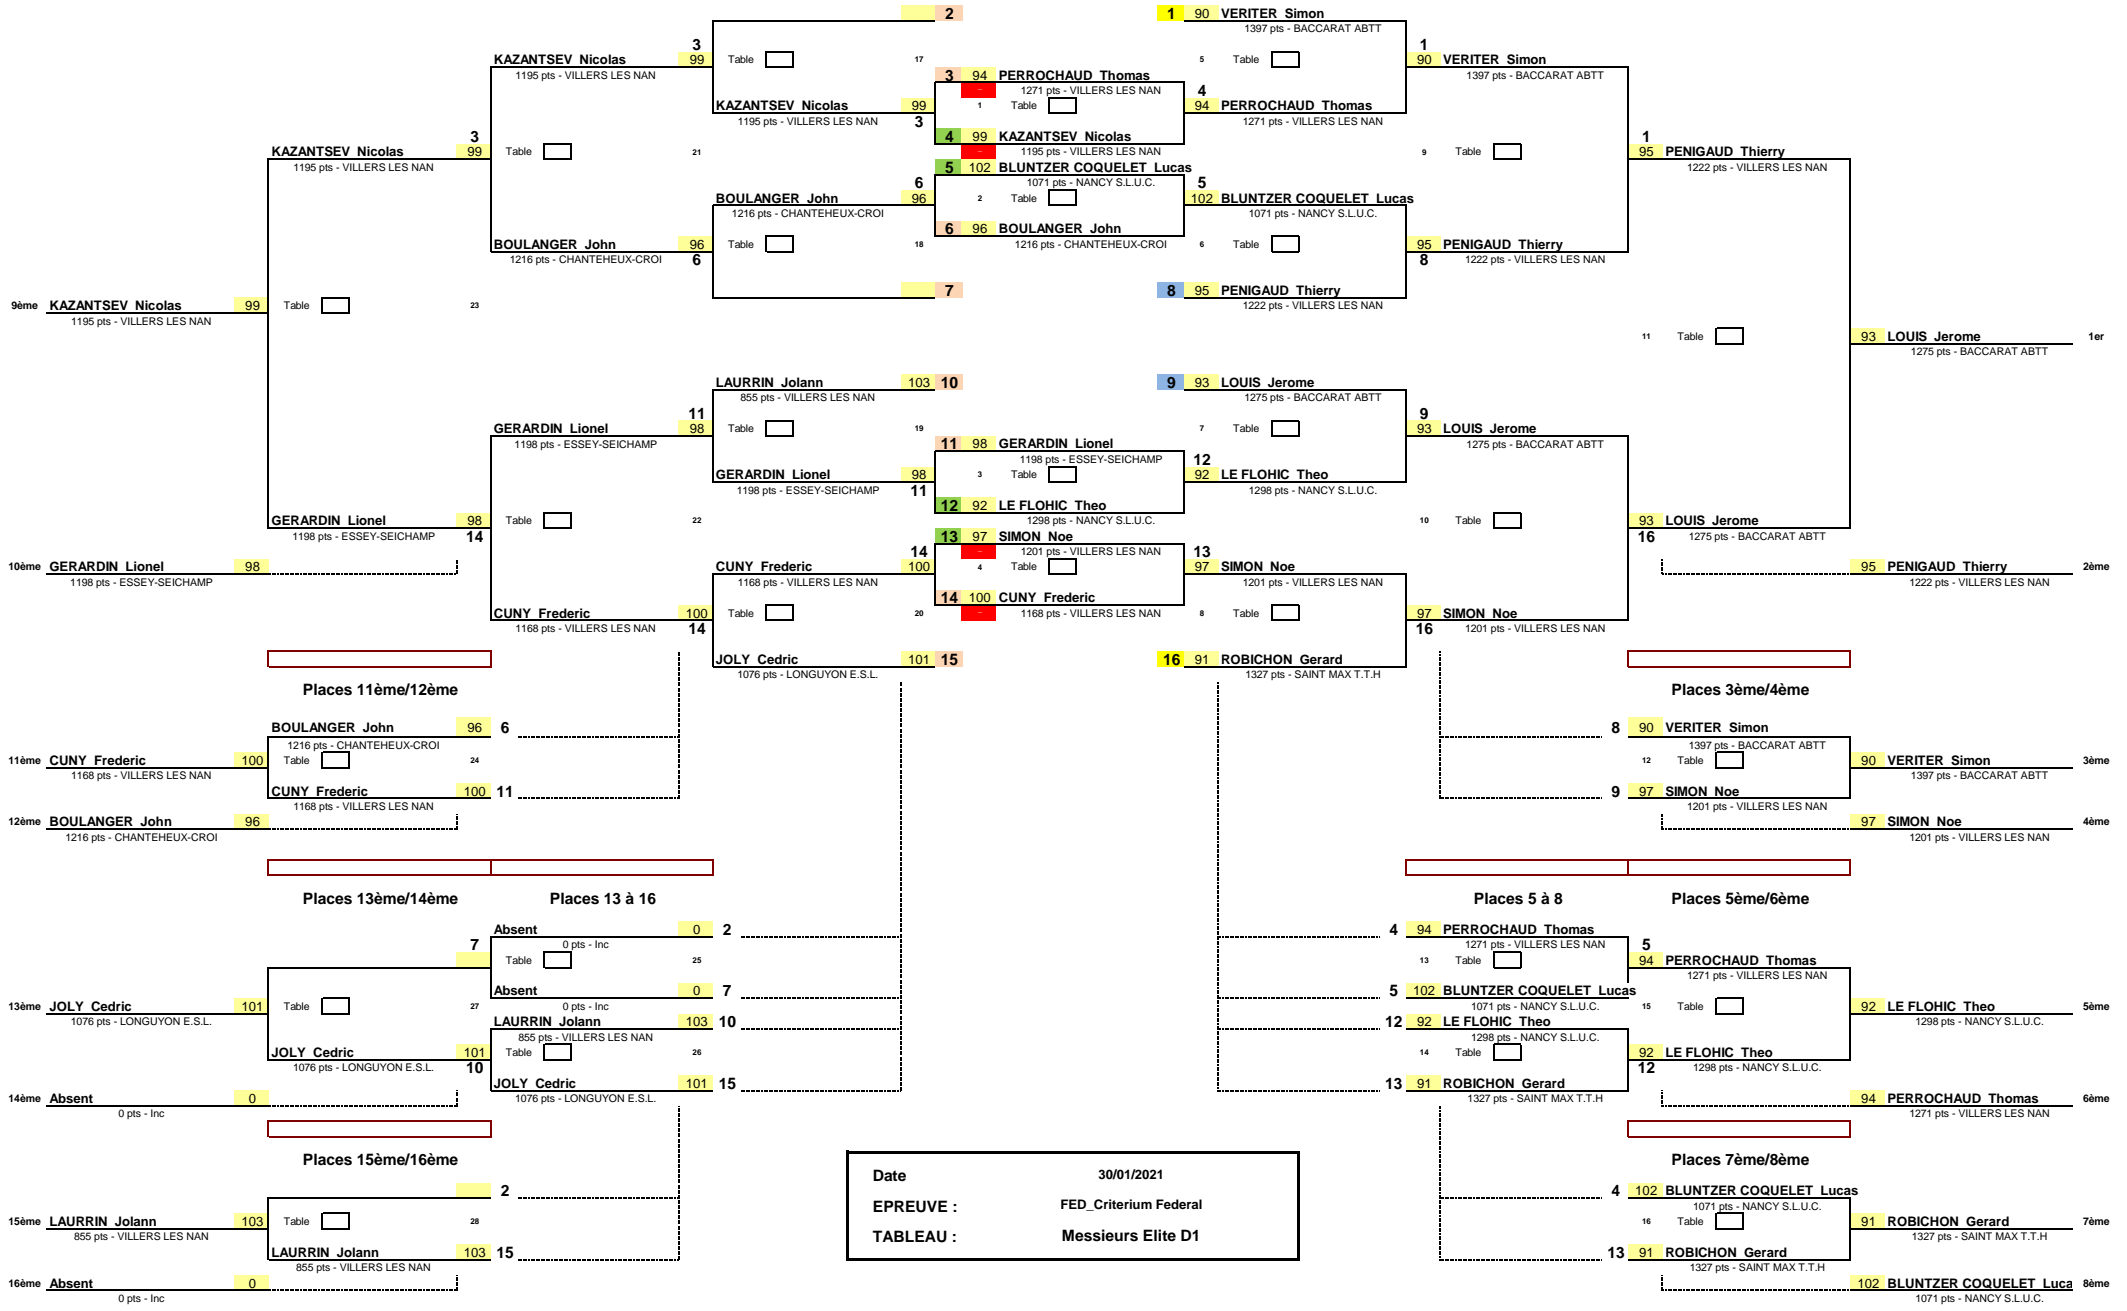 2
1 90 VERITER Simon
1397 pts - BACCARAT ABTT
3
1
KAZANTSEV Nicolas 99
Table
17
5
Table
90 VERITER Simon
1195 pts - VILLERS LES NAN
1397 pts - BACCARAT ABTT
3 94 PERROCHAUD Thomas
1271 pts - VILLERS LES NAN
4
KAZANTSEV Nicolas 99
1
Table
94 PERROCHAUD Thomas
1195 pts - VILLERS LES NAN
3
1271 pts - VILLERS LES NAN
3
4 99 KAZANTSEV Nicolas
1195 pts - VILLERS LES NAN
1
KAZANTSEV Nicolas 99
Table
21
9
Table
95 PENIGAUD Thierry
1195 pts - VILLERS LES NAN
5 102 BLUNTZER COQUELET Lucas
1222 pts - VILLERS LES NAN
6
1071 pts - NANCY S.L.U.C.
5
BOULANGER John 96
2
Table
102 BLUNTZER COQUELET Lucas
1216 pts - CHANTEHEUX-CROI
1071 pts - NANCY S.L.U.C.
6 96 BOULANGER John
BOULANGER John 96
Table
18
1216 pts - CHANTEHEUX-CROI
6
Table
95 PENIGAUD Thierry
1216 pts - CHANTEHEUX-CROI
6
8
1222 pts - VILLERS LES NAN
7
8 95 PENIGAUD Thierry
1222 pts - VILLERS LES NAN
9ème KAZANTSEV Nicolas 99
Table
23
1195 pts - VILLERS LES NAN
11
Table
93 LOUIS Jerome
1er
1275 pts - BACCARAT ABTT
LAURRIN Jolann 103 10
9 93 LOUIS Jerome
855 pts - VILLERS LES NAN
1275 pts - BACCARAT ABTT
11
9
GERARDIN Lionel 98
Table
19
7
Table
93 LOUIS Jerome
1198 pts - ESSEY-SEICHAMP
11 98 GERARDIN Lionel
1275 pts - BACCARAT ABTT
1198 pts - ESSEY-SEICHAMP
12
GERARDIN Lionel 98
3
Table
92 LE FLOHIC Theo
1198 pts - ESSEY-SEICHAMP
11
1298 pts - NANCY S.L.U.C.
12 92 LE FLOHIC Theo
1298 pts - NANCY S.L.U.C.
GERARDIN Lionel 98
Table
22
10
Table
93 LOUIS Jerome
1198 pts - ESSEY-SEICHAMP
14
13 97 SIMON Noe
16
1275 pts - BACCARAT ABTT
14
1201 pts - VILLERS LES NAN
13
10ème GERARDIN Lionel 98
CUNY Frederic 100
4
Table
97 SIMON Noe
95 PENIGAUD Thierry
2ème
1198 pts - ESSEY-SEICHAMP
1168 pts - VILLERS LES NAN
1201 pts - VILLERS LES NAN
1222 pts - VILLERS LES NAN
14 100 CUNY Frederic
CUNY Frederic 100
Table
20
1168 pts - VILLERS LES NAN
8
Table
97 SIMON Noe
1168 pts - VILLERS LES NAN
14
16
1201 pts - VILLERS LES NAN
JOLY Cedric 101 15
16 91 ROBICHON Gerard
1076 pts - LONGUYON E.S.L.
1327 pts - SAINT MAX T.T.H
Places 11ème/12ème
Places 3ème/4ème
BOULANGER John 96 6
8 90 VERITER Simon
1216 pts - CHANTEHEUX-CROI
1397 pts - BACCARAT ABTT
11ème CUNY Frederic 100
Table
24
12
Table
90 VERITER Simon
3ème
1168 pts - VILLERS LES NAN
1397 pts - BACCARAT ABTT
CUNY Frederic 100 11
9 97 SIMON Noe
1168 pts - VILLERS LES NAN
1201 pts - VILLERS LES NAN
12ème BOULANGER John 96
97 SIMON Noe
4ème
1216 pts - CHANTEHEUX-CROI
1201 pts - VILLERS LES NAN
Places 13ème/14ème
Places 13 à 16
Places 5 à 8
Places 5ème/6ème
Absent 0 2
4 94 PERROCHAUD Thomas
7
0 pts - Inc
1271 pts - VILLERS LES NAN
5
Table
25
13
Table
94 PERROCHAUD Thomas
1271 pts - VILLERS LES NAN
Absent 0 7
5 102 BLUNTZER COQUELET Lucas
0 pts - Inc
1071 pts - NANCY S.L.U.C.
13ème JOLY Cedric 101
Table
27
15
Table
92 LE FLOHIC Theo
5ème
1076 pts - LONGUYON E.S.L.
LAURRIN Jolann 103 10
12 92 LE FLOHIC Theo
1298 pts - NANCY S.L.U.C.
855 pts - VILLERS LES NAN
1298 pts - NANCY S.L.U.C.
JOLY Cedric 101
Table
26
14
Table
92 LE FLOHIC Theo
1076 pts - LONGUYON E.S.L.
10
12
1298 pts - NANCY S.L.U.C.
JOLY Cedric 101 15
13 91 ROBICHON Gerard
1076 pts - LONGUYON E.S.L.
1327 pts - SAINT MAX T.T.H
14ème Absent 0
94 PERROCHAUD Thomas
6ème
0 pts - Inc
1271 pts - VILLERS LES NAN
Places 15ème/16ème
Places 7ème/8ème
Date 30/01/2021
EPREUVE : FED_Criterium Federal
TABLEAU : Messieurs Elite D1
2
4 102 BLUNTZER COQUELET Lucas
1071 pts - NANCY S.L.U.C.
15ème LAURRIN Jolann 103
Table
28
16
Table
91 ROBICHON Gerard
7ème
855 pts - VILLERS LES NAN
1327 pts - SAINT MAX T.T.H
LAURRIN Jolann 103 15
13 91 ROBICHON Gerard
855 pts - VILLERS LES NAN
1327 pts - SAINT MAX T.T.H
16ème Absent 0
102 BLUNTZER COQUELET Luca
8ème
0 pts - Inc
1071 pts - NANCY S.L.U.C.